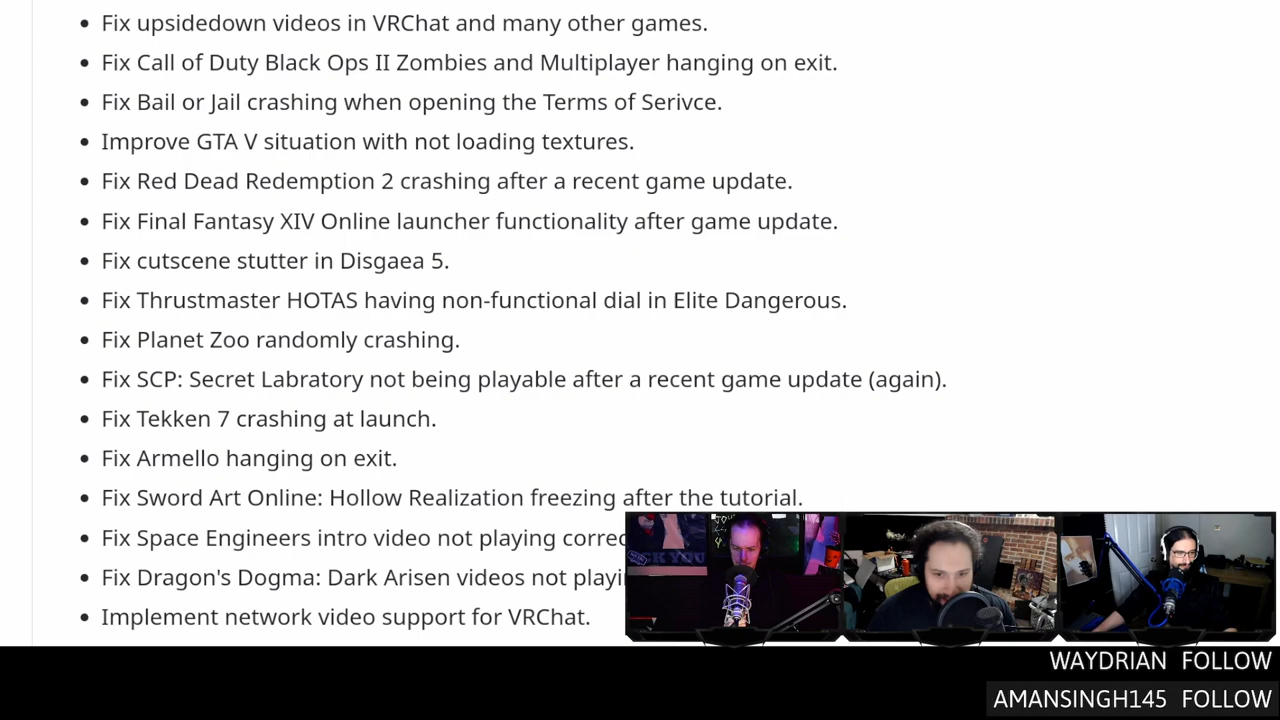 Fix upsidedown videos in VRChat and many other games.
Fix Call of Duty Black Ops II Zombies and Multiplayer hanging on exit.
Fix Bail or Jail crashing when opening the Terms of Serivce.
Improve GTA V situation with not loading textures.
Fix Red Dead Redemption 2 crashing after a recent game update.
Fix Final Fantasy XIV Online launcher functionality after game update.
Fix cutscene stutter in Disgaea 5.
Fix Thrustmaster HOTAS having non-functional dial in Elite Dangerous.
Fix Planet Zoo randomly crashing.
Fix SCP: Secret Labratory not being playable after a recent game update (again).
Fix Tekken 7 crashing at launch.
Fix Armello hanging on exit.
Fix Sword Art Online: Hollow Realization freezing after the tutorial.
Fix Space Engineers intro video not playing
Fix Dragon's Dogma: Dark Arisen videos not
Implement network video support for VRChat.
WAYDRIAN FOLLOW
AMANSINGH145 FOLLOW